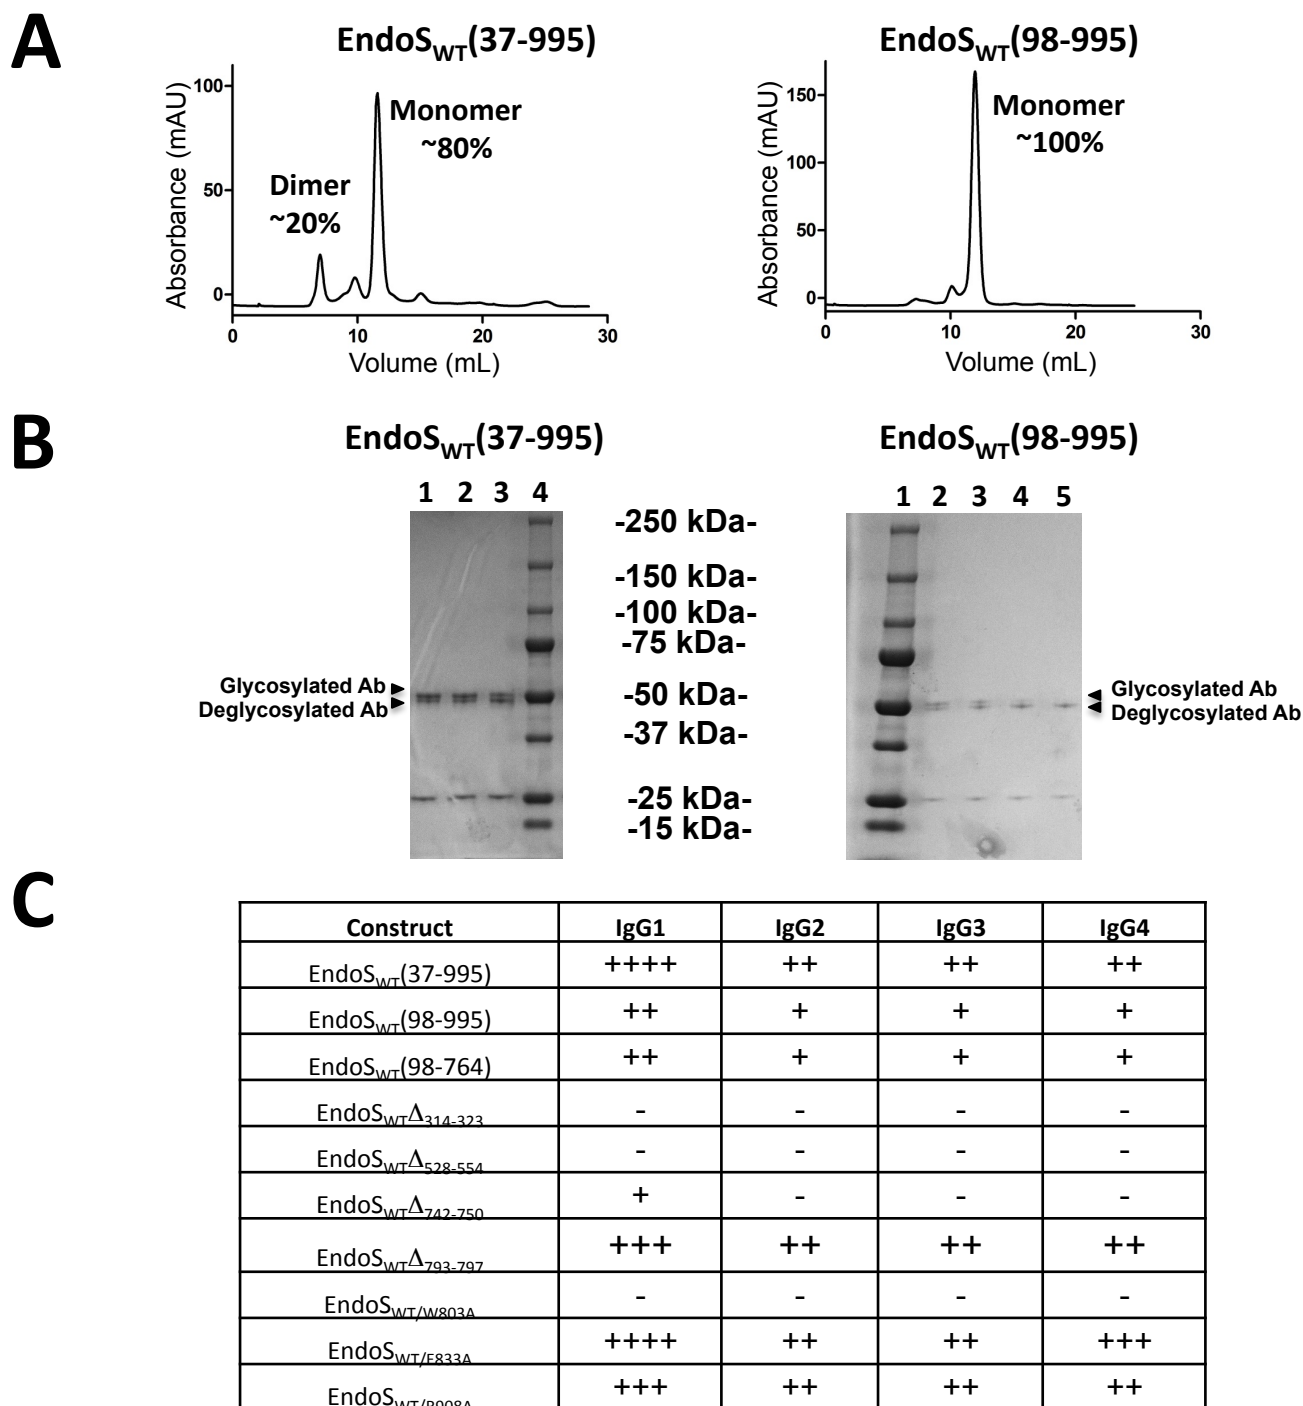 A
EndoSWT(37-995)
EndoSWT(98-995)
Absorbance (mAU)
100
50
0
Dimer
~20%
Monomer
~80%
0 10 20 30
Volume (mL)
Absorbance (mAU)
150
100
50
0
Monomer
~100%
0 10 20 30
Volume (mL)
B
EndoSWT(37-995)
EndoSWT(98-995)
1 2 3 4
1 2 3 4 5
-250 kDa-
-150 kDa-
-100 kDa-
-75 kDa-
-50 kDa-
-37 kDa-
-25 kDa-
-15 kDa-
Glycosylated Ab
Deglycosylated Ab
Glycosylated Ab
Deglycosylated Ab
C
Construct IgG1 IgG2 IgG3 IgG4
EndoSWT(37-995) ++++ ++ ++ ++
EndoSWT(98-995) ++ + + +
EndoSWT(98-764) ++ + + +
EndoSWTΔ314-323 - - - -
EndoSWTΔ528-554 - - - -
EndoSWTΔ742-750 + - - -
EndoSWTΔ793-797 +++ ++ ++ ++
EndoSWT/W803A - - - -
EndoSWT/E833A ++++ ++ ++ +++
EndoSWT/R908A +++ ++ ++ ++